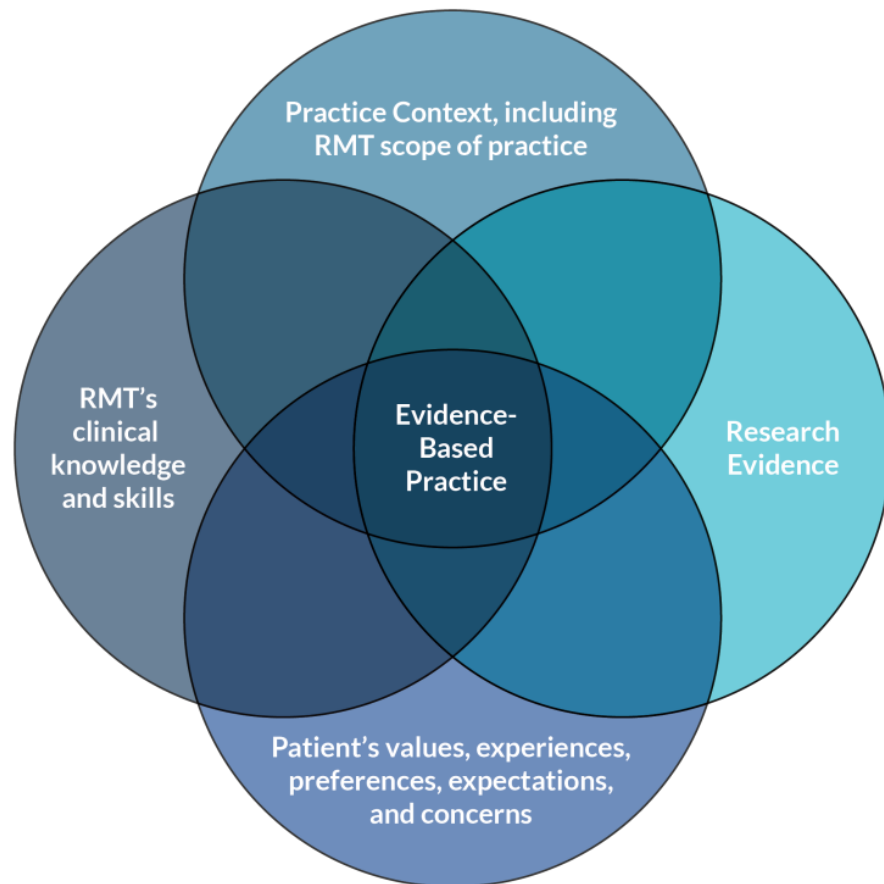 Practice Context, including
RMT scope of practice
RMT’s
clinical
knowledge
and skills
Evidence-
Based
Practice
Research
Evidence
Patient’s values, experiences,
preferences, expectations,
and concerns